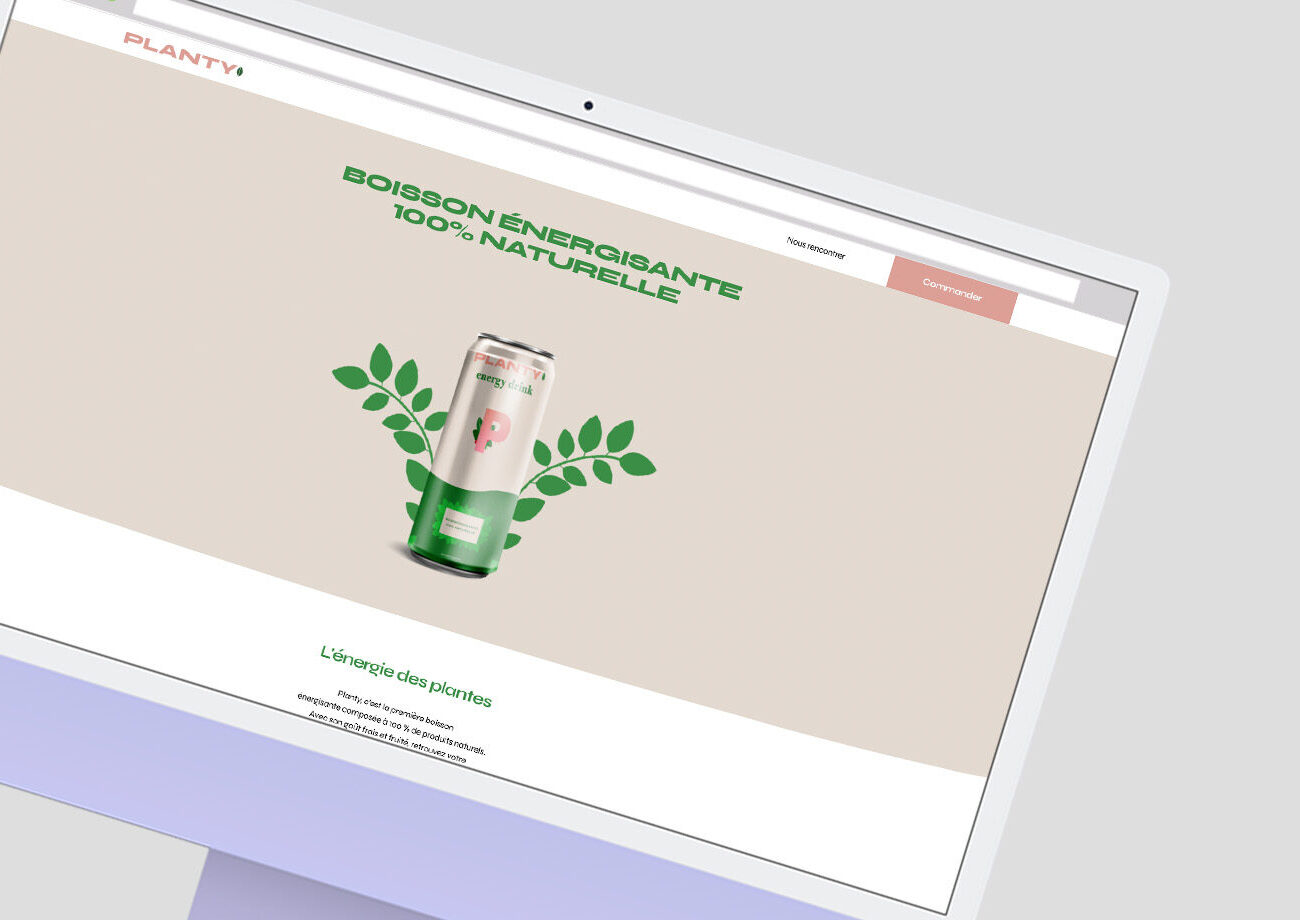 PLANTY
Nous rencontrer
Commander
BOISSON ÉNERGISANTE
100% NATURELLE
PLANTY
energy drink
P
L'énergie des plantes
Planty, c'est la première boisson
énergisante composée à 100 % de produits naturels.
Avec son goût frais et fruité, retrouvez votre